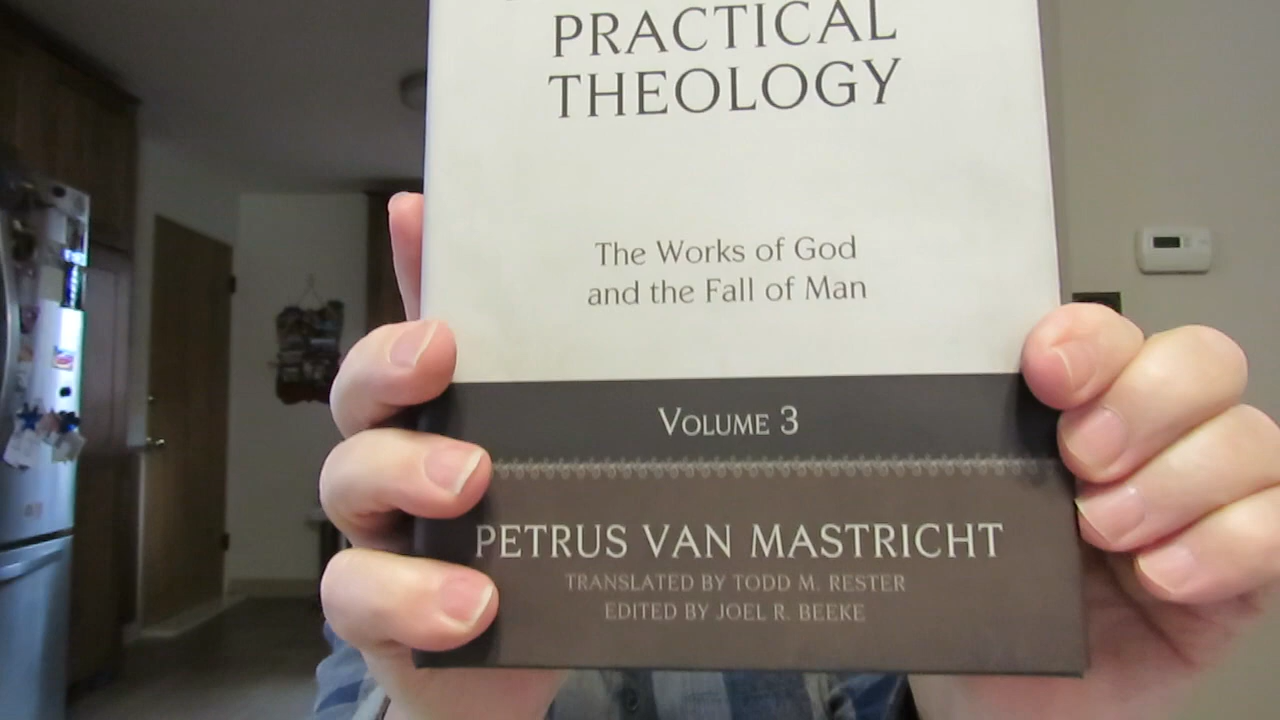 PRACTICAL
THEOLOGY
The Works of God
and the Fall of Man
VOLUME 3
PETRUS VAN MASTRICHT
TRANSLATED BY TODD M. RESTER
EDITED BY JOEL R. BEEKE